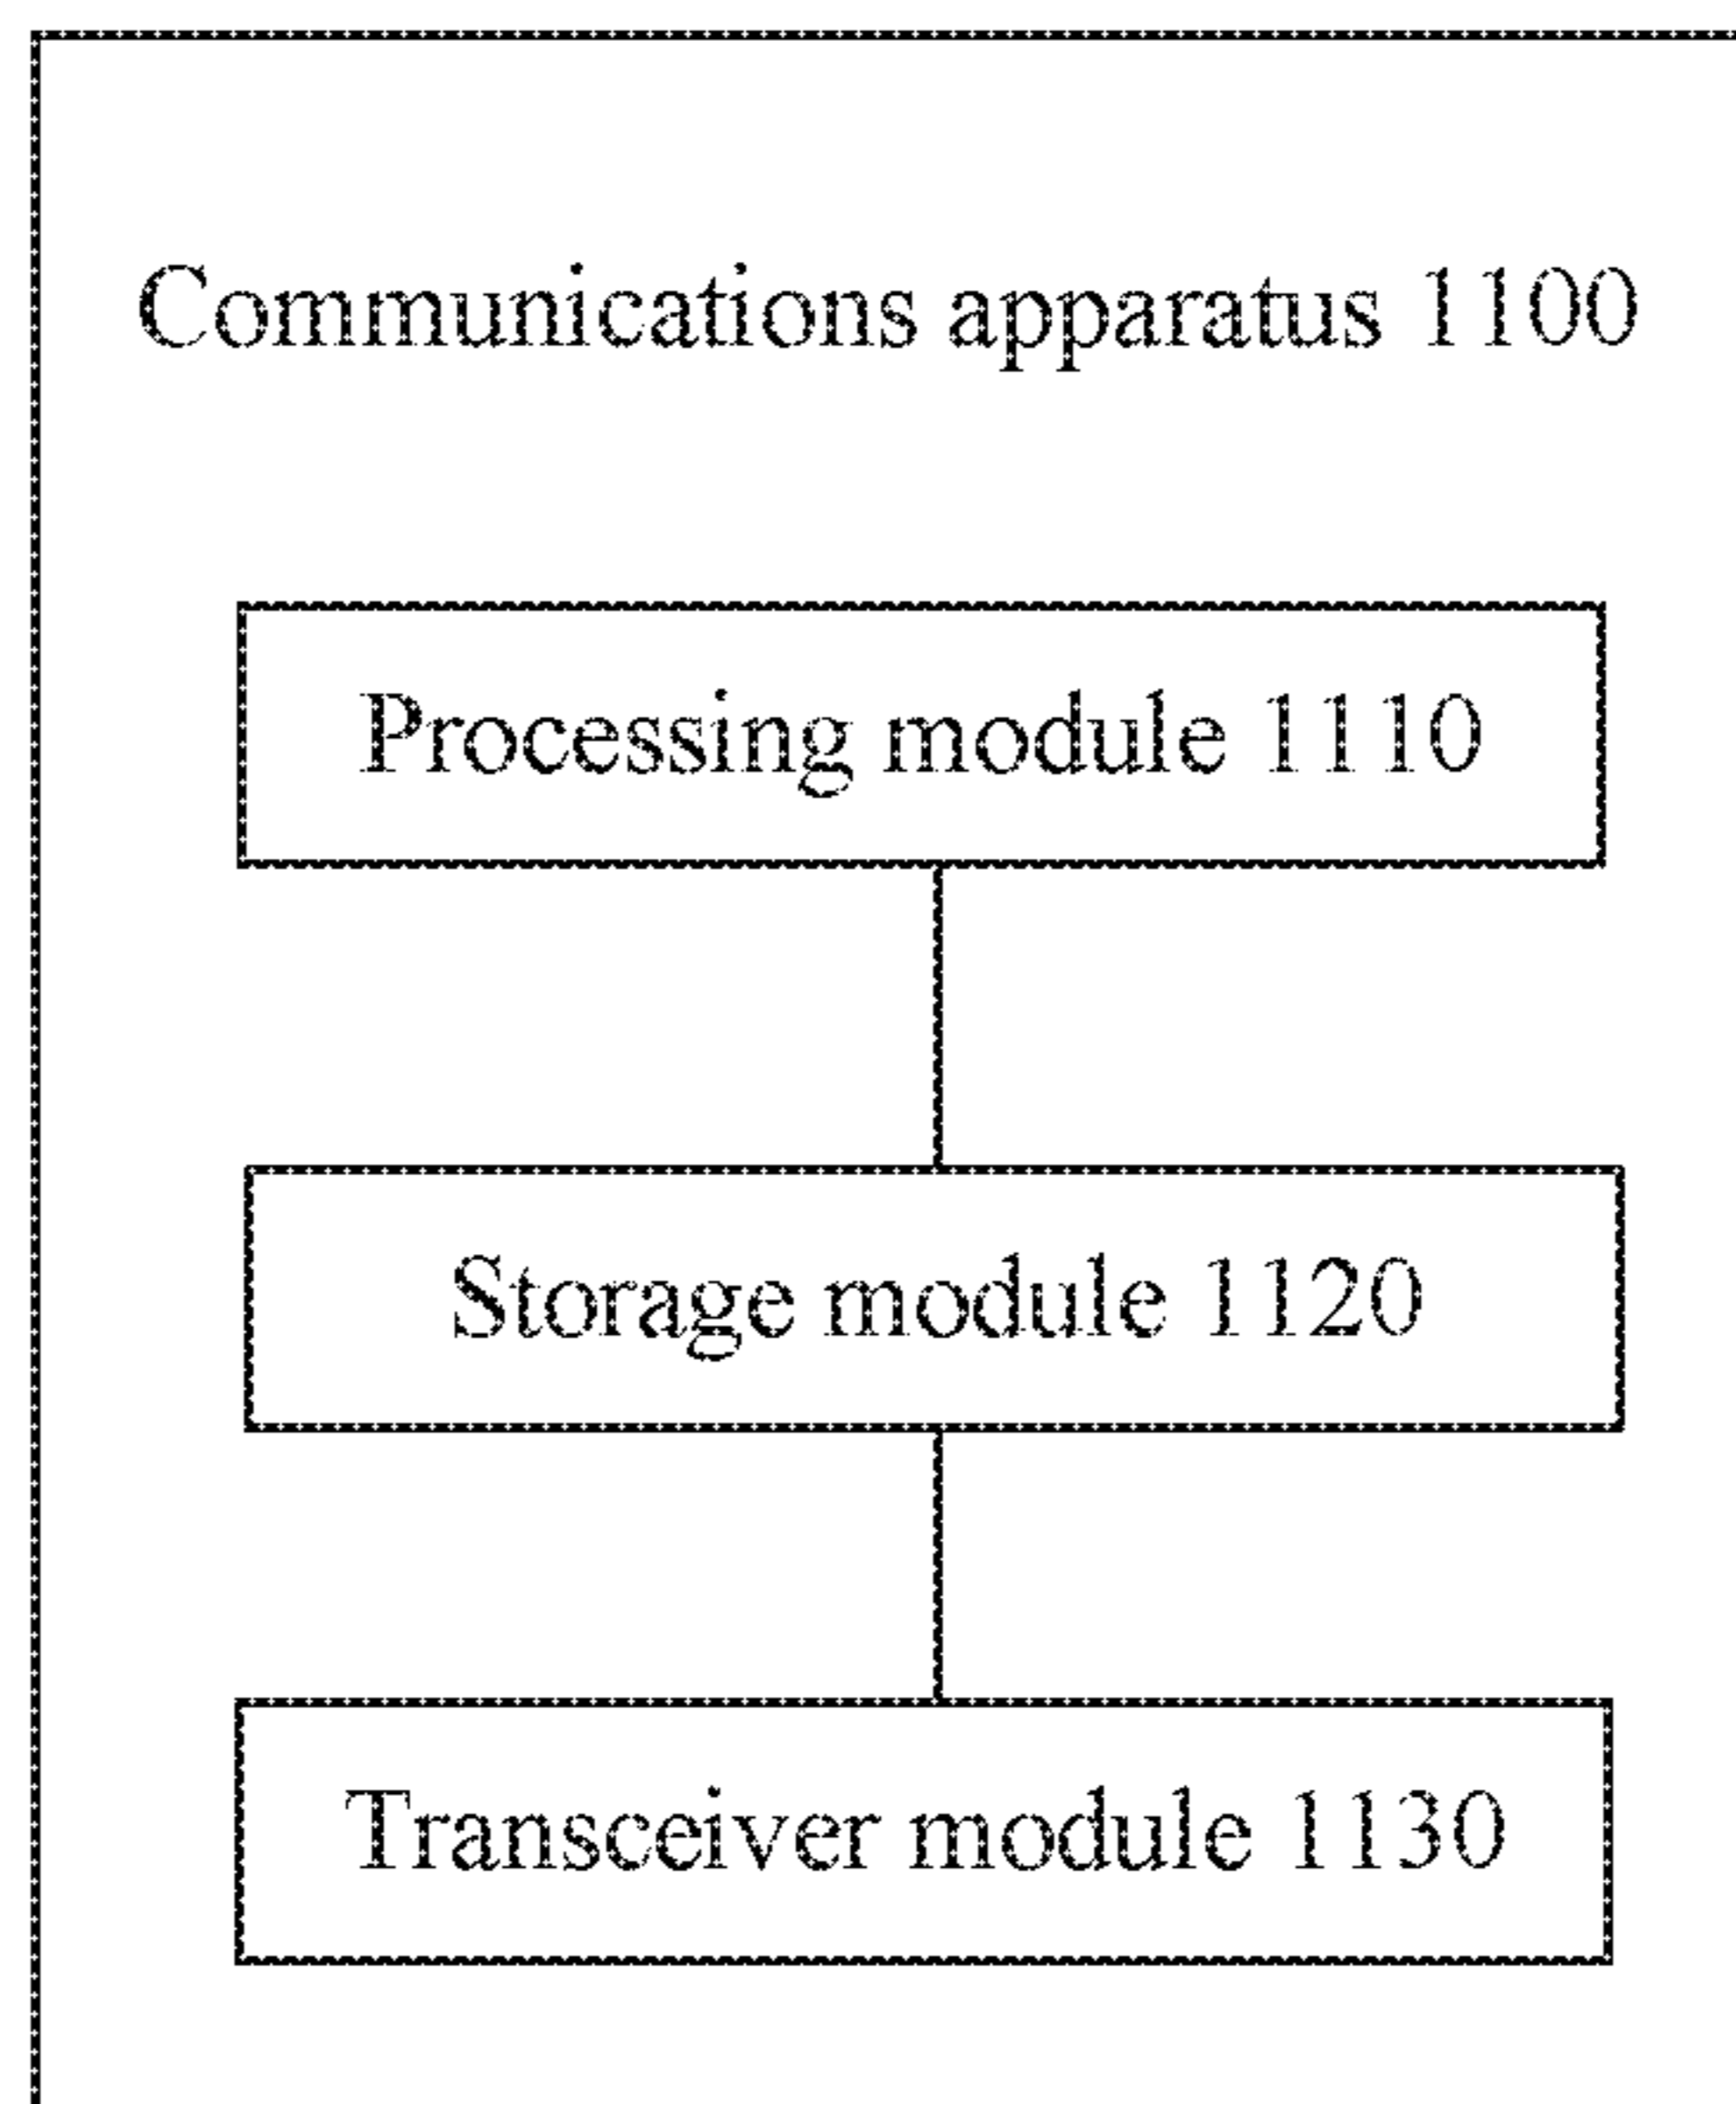 Communications apparatus 1100
Processing module 1110
Storage module 1120
Transceiver module 1130